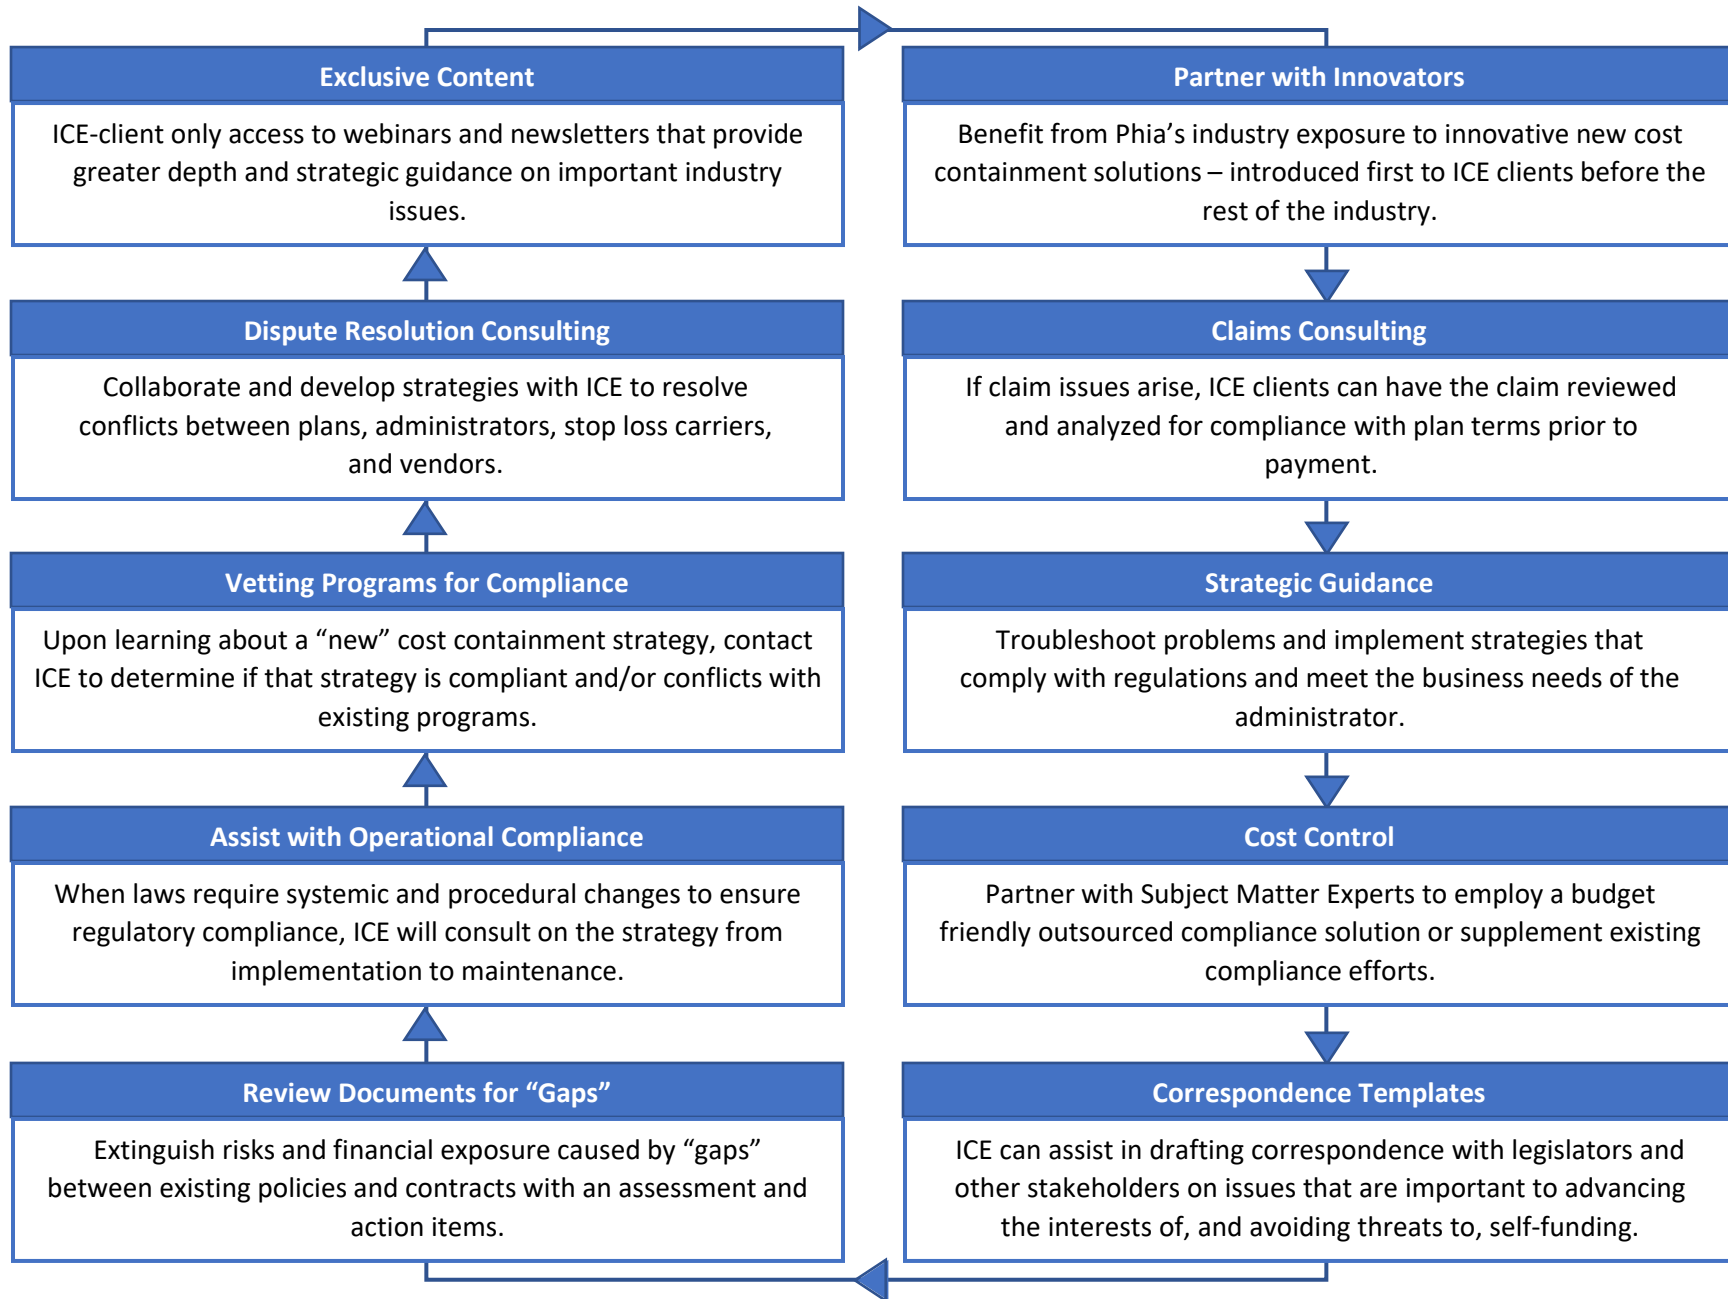 Exclusive Content
ICE-client only access to webinars and newsletters that provide
greater depth and strategic guidance on important industry
issues.
Partner with Innovators
Benefit from Phia’s industry exposure to innovative new cost
containment solutions – introduced first to ICE clients before the
rest of the industry.
Dispute Resolution Consulting
Collaborate and develop strategies with ICE to resolve
conflicts between plans, administrators, stop loss carriers,
and vendors.
Claims Consulting
If claim issues arise, ICE clients can have the claim reviewed
and analyzed for compliance with plan terms prior to
payment.
Vetting Programs for Compliance
Upon learning about a “new” cost containment strategy, contact
ICE to determine if that strategy is compliant and/or conflicts with
existing programs.
Strategic Guidance
Troubleshoot problems and implement strategies that
comply with regulations and meet the business needs of the
administrator.
Assist with Operational Compliance
When laws require systemic and procedural changes to ensure
regulatory compliance, ICE will consult on the strategy from
implementation to maintenance.
Cost Control
Partner with Subject Matter Experts to employ a budget
friendly outsourced compliance solution or supplement existing
compliance efforts.
Review Documents for “Gaps”
Extinguish risks and financial exposure caused by “gaps”
between existing policies and contracts with an assessment and
action items.
Correspondence Templates
ICE can assist in drafting correspondence with legislators and
other stakeholders on issues that are important to advancing
the interests of, and avoiding threats to, self-funding.